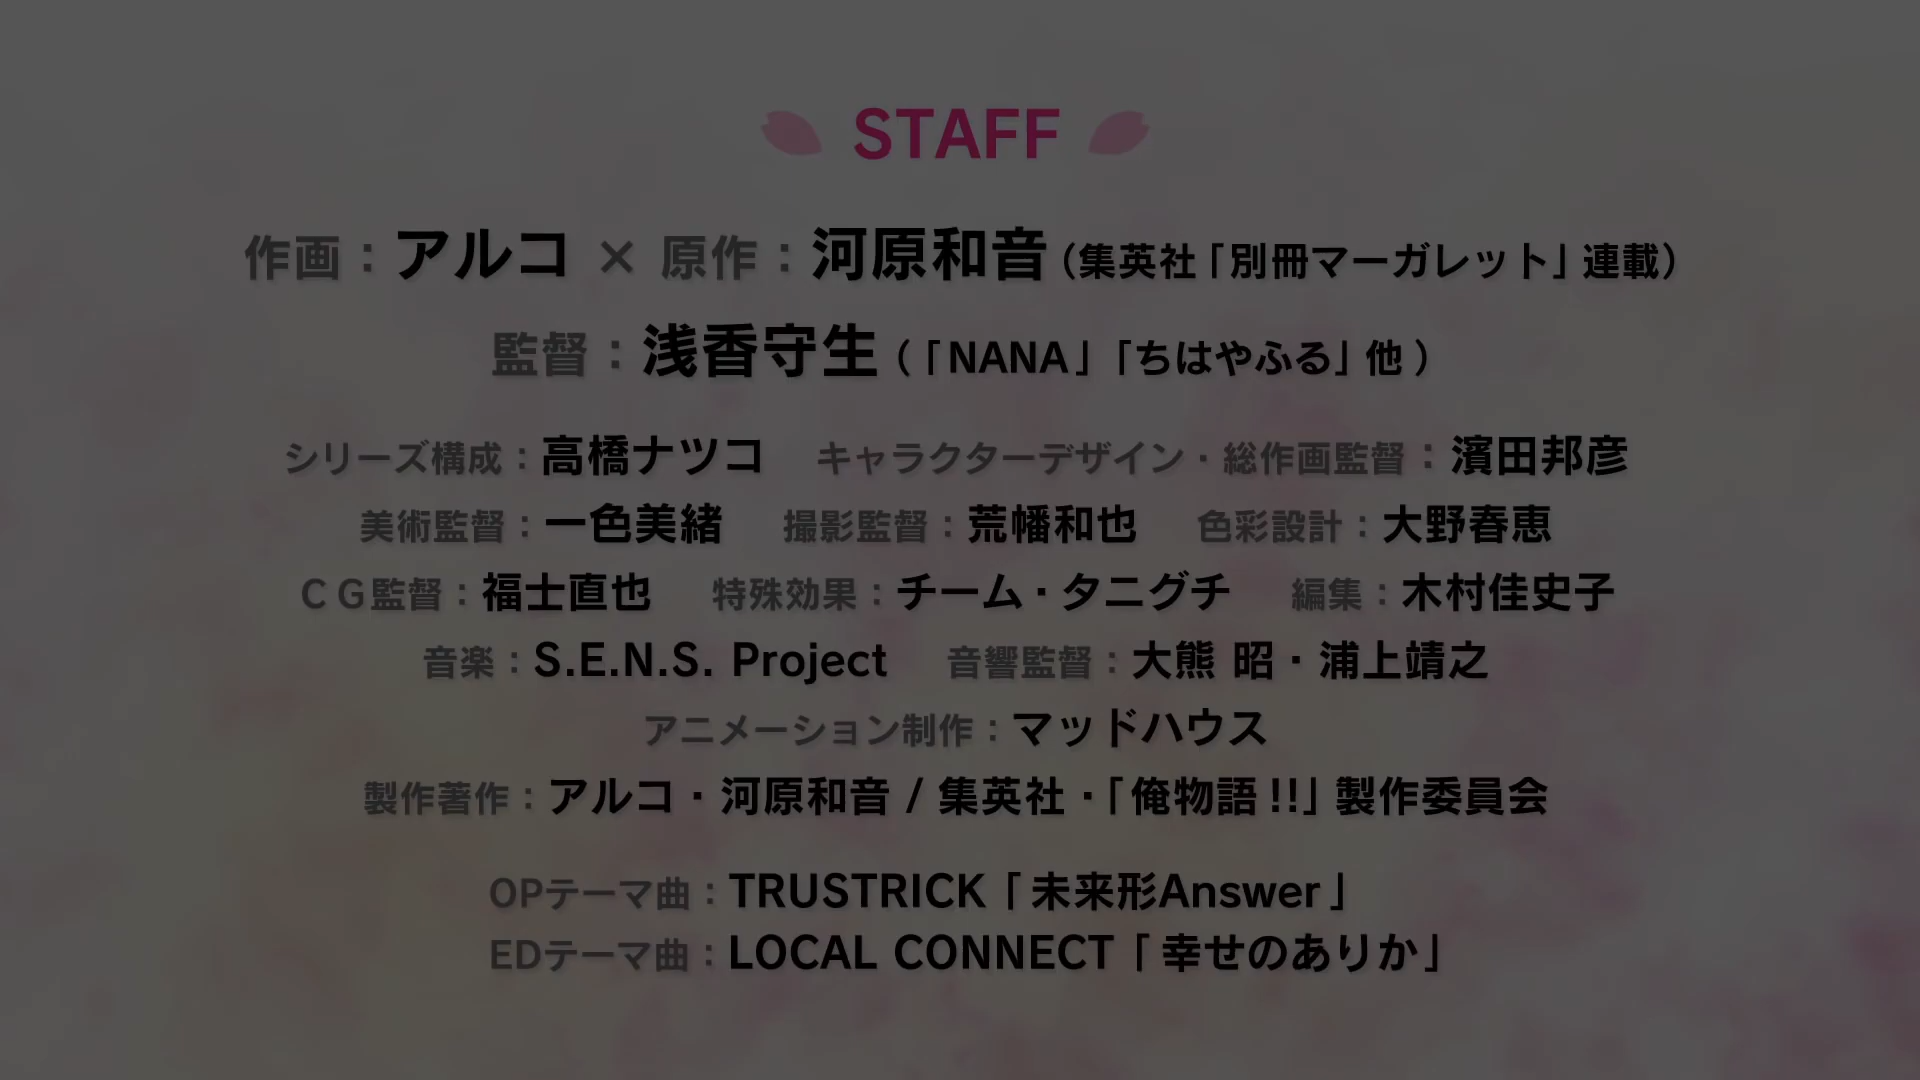 STAFF
作画：アルコ × 原作：河原和音（集英社「別冊マーガレット」連載）
監督：浅香守生（「NANA」「ちはやふる」他）
シリーズ構成：高橋ナツコ　キャラクターデザイン・総作画監督：濱田邦彦
美術監督：一色美緒　撮影監督：荒幡和也　色彩設計：大野春恵
ＣＧ監督：福士直也　特殊効果：チーム・タニグチ　編集：木村佳史子
音楽：S.E.N.S. Project　音響監督：大熊 昭・浦上靖之
アニメーション制作：マッドハウス
製作著作：アルコ・河原和音 / 集英社・「俺物語!!」製作委員会
OPテーマ曲：TRUSTRICK「未来形Answer」
EDテーマ曲：LOCAL CONNECT「幸せのありか」